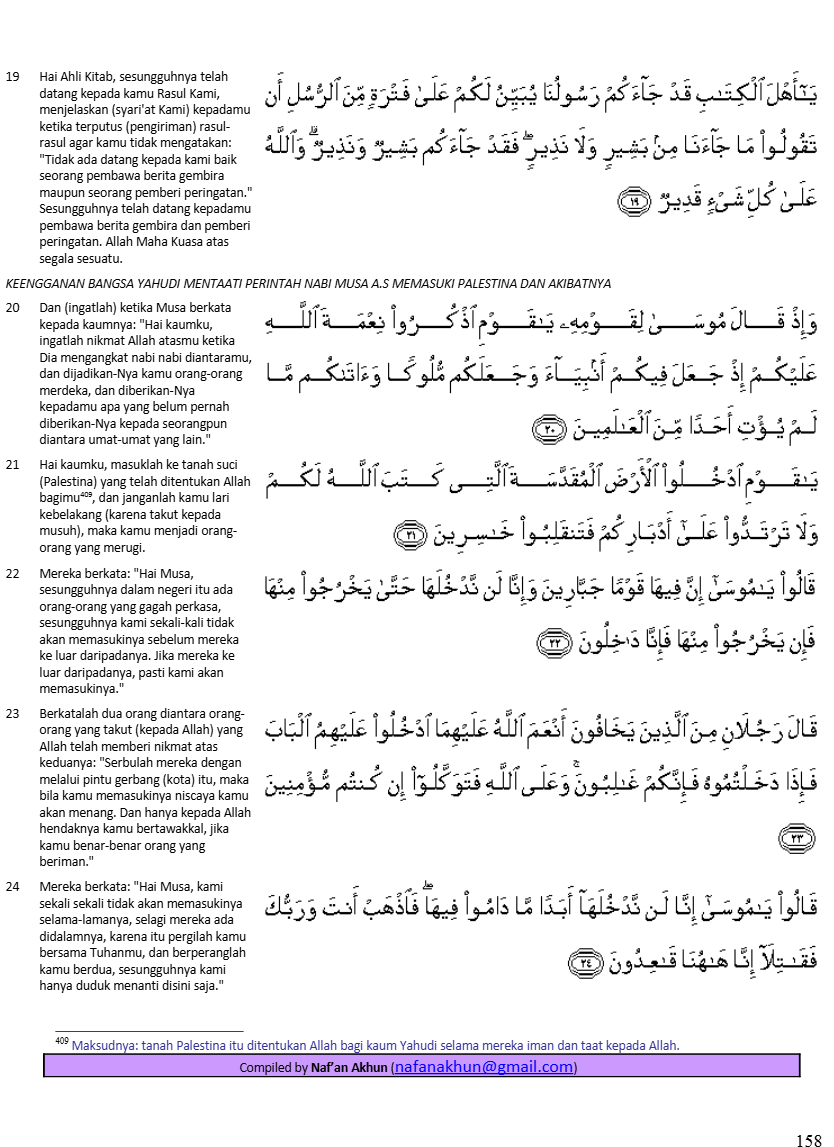 19 Hai Ahli Kitab, sesungguhnya telah
datang kepada kamu Rasul Kami,
menjelaskan (syari'at Kami) kepadamu
ketika terputus (pengiriman) rasul-
rasul agar kamu tidak mengatakan:
"Tidak ada datang kepada kami baik
seorang pembawa berita gembira
maupun seorang pemberi peringatan."
Sesungguhnya telah datang kepadamu
pembawa berita gembira dan pemberi
peringatan. Allah Maha Kuasa atas
segala sesuatu.
يَـٰٓأَهْلَ ٱلْكِتَـٰبِ قَدْ جَآءَكُمْ رَسُولُنَا يُبَيِّنُ لَكُمْ عَلَىٰ فَتْرَةٍ مِّنَ ٱلرُّسُلِ أَن
تَقُولُوا۟ مَا جَآءَنَا مِنۢ بَشِيرٍ وَلَا نَذِيرٍ ۖ فَقَدْ جَآءَكُم بَشِيرٌ وَنَذِيرٌ ۗ وَٱللَّهُ
عَلَىٰ كُلِّ شَىْءٍ قَدِيرٌ ١٩
KEENGGANAN BANGSA YAHUDI MENTAATI PERINTAH NABI MUSA A.S MEMASUKI PALESTINA DAN AKIBATNYA
20 Dan (ingatlah) ketika Musa berkata
kepada kaumnya: "Hai kaumku,
ingatlah nikmat Allah atasmu ketika
Dia mengangkat nabi nabi diantaramu,
dan dijadikan-Nya kamu orang-orang
merdeka, dan diberikan-Nya
kepadamu apa yang belum pernah
diberikan-Nya kepada seorangpun
diantara umat-umat yang lain."
وَإِذْ قَالَ مُوسَىٰ لِقَوْمِهِۦ يَـٰقَوْمِ ٱذْكُرُوا۟ نِعْمَةَ ٱللَّهِ
عَلَيْكُمْ إِذْ جَعَلَ فِيكُمْ أَنۢبِيَآءَ وَجَعَلَكُم مُّلُوكًا وَءَاتَىٰكُم مَّا
لَمْ يُؤْتِ أَحَدًا مِّنَ ٱلْعَـٰلَمِينَ ٢٠
21 Hai kaumku, masuklah ke tanah suci
(Palestina) yang telah ditentukan Allah
bagimu⁴⁰⁹, dan janganlah kamu lari
kebelakang (karena takut kepada
musuh), maka kamu menjadi orang-
orang yang merugi.
يَـٰقَوْمِ ٱدْخُلُوا۟ ٱلْأَرْضَ ٱلْمُقَدَّسَةَ ٱلَّتِى كَتَبَ ٱللَّهُ لَكُمْ
وَلَا تَرْتَدُّوا۟ عَلَىٰٓ أَدْبَارِكُمْ فَتَنقَلِبُوا۟ خَـٰسِرِينَ ٢١
22 Mereka berkata: "Hai Musa,
sesungguhnya dalam negeri itu ada
orang-orang yang gagah perkasa,
sesungguhnya kami sekali-kali tidak
akan memasukinya sebelum mereka
ke luar daripadanya. Jika mereka ke
luar daripadanya, pasti kami akan
memasukinya."
قَالُوا۟ يَـٰمُوسَىٰٓ إِنَّ فِيهَا قَوْمًا جَبَّارِينَ وَإِنَّا لَن نَّدْخُلَهَا حَتَّىٰ يَخْرُجُوا۟ مِنْهَا
فَإِن يَخْرُجُوا۟ مِنْهَا فَإِنَّا دَٰخِلُونَ ٢٢
23 Berkatalah dua orang diantara orang-
orang yang takut (kepada Allah) yang
Allah telah memberi nikmat atas
keduanya: "Serbulah mereka dengan
melalui pintu gerbang (kota) itu, maka
bila kamu memasukinya niscaya kamu
akan menang. Dan hanya kepada Allah
hendaknya kamu bertawakkal, jika
kamu benar-benar orang yang
beriman."
قَالَ رَجُلَانِ مِنَ ٱلَّذِينَ يَخَافُونَ أَنْعَمَ ٱللَّهُ عَلَيْهِمَا ٱدْخُلُوا۟ عَلَيْهِمُ ٱلْبَابَ
فَإِذَا دَخَلْتُمُوهُ فَإِنَّكُمْ غَـٰلِبُونَ ۚ وَعَلَى ٱللَّهِ فَتَوَكَّلُوٓا۟ إِن كُنتُم مُّؤْمِنِينَ
٢٣
24 Mereka berkata: "Hai Musa, kami
sekali sekali tidak akan memasukinya
selama-lamanya, selagi mereka ada
didalamnya, karena itu pergilah kamu
bersama Tuhanmu, dan berperanglah
kamu berdua, sesungguhnya kami
hanya duduk menanti disini saja."
قَالُوا۟ يَـٰمُوسَىٰٓ إِنَّا لَن نَّدْخُلَهَآ أَبَدًا مَّا دَامُوا۟ فِيهَا ۖ فَٱذْهَبْ أَنتَ وَرَبُّكَ
فَقَـٰتِلَآ إِنَّا هَـٰهُنَا قَـٰعِدُونَ ٢٤
⁴⁰⁹ Maksudnya: tanah Palestina itu ditentukan Allah bagi kaum Yahudi selama mereka iman dan taat kepada Allah.
Compiled by Naf'an Akhun (nafanakhun@gmail.com)
158